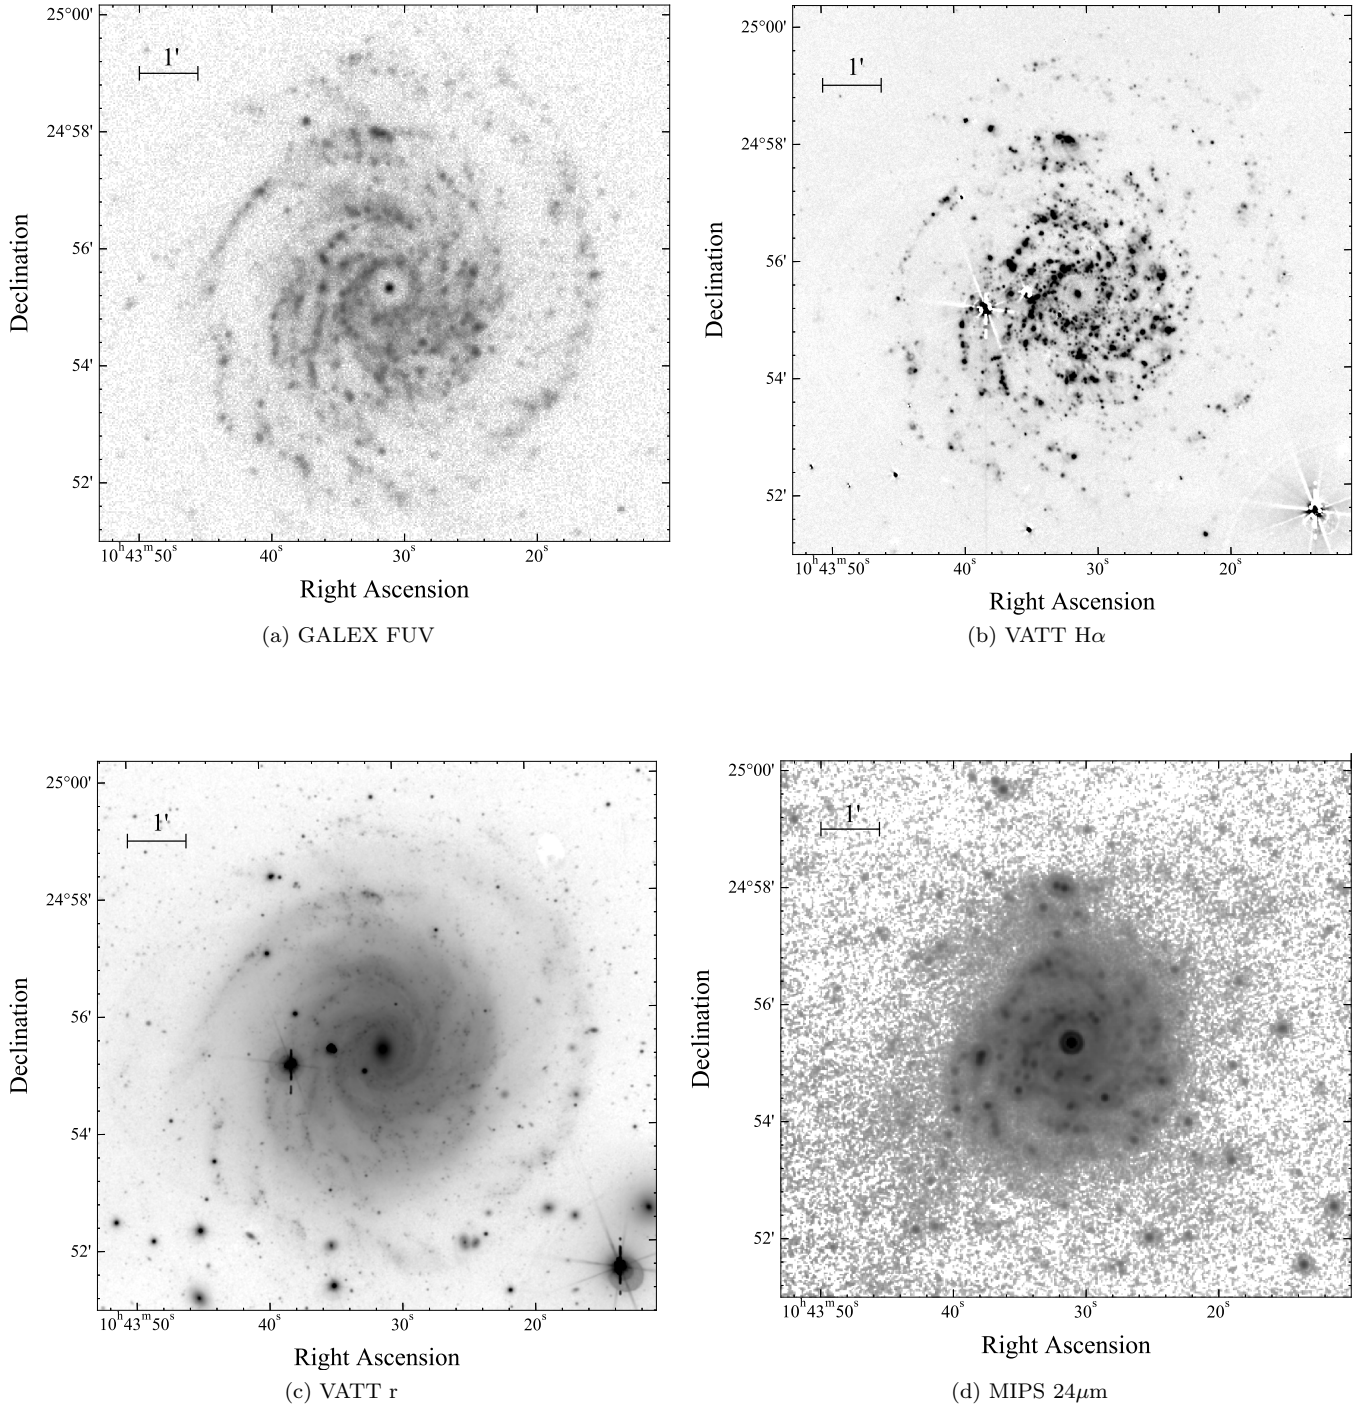 25°00'
1'
24°58'
56'
54'
52'
Declination
10h43m50s 40s 30s 20s
Right Ascension
(a) GALEX FUV
25°00'
1'
24°58'
56'
54'
52'
Declination
10h43m50s 40s 30s 20s
Right Ascension
(b) VATT Hα
25°00'
1'
24°58'
56'
54'
52'
Declination
10h43m50s 40s 30s 20s
Right Ascension
(c) VATT r
25°00'
1'
24°58'
56'
54'
52'
Declination
10h43m50s 40s 30s 20s
Right Ascension
(d) MIPS 24μm